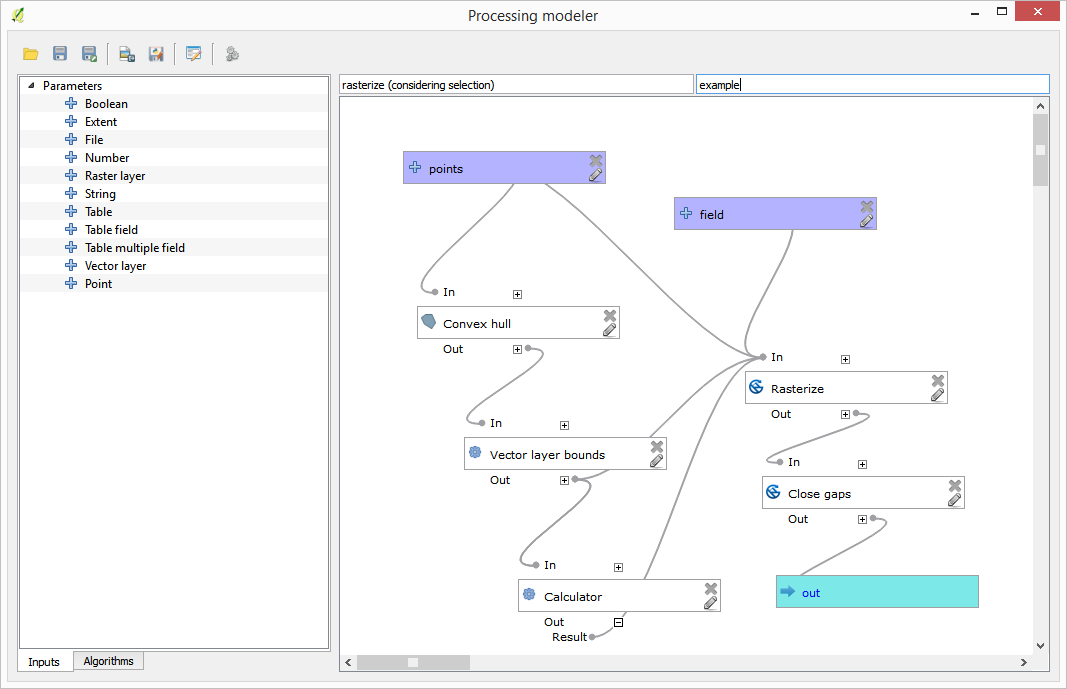 Processing modeler
Parameters
Boolean
Extent
File
Number
Raster layer
String
Table
Table field
Table multiple field
Vector layer
Point
Inputs
Algorithms
rasterize (considering selection)
example
points
field
In
Convex hull
Out
In
Rasterize
Out
In
Vector layer bounds
Out
In
Close gaps
Out
In
Calculator
Out
Result
out